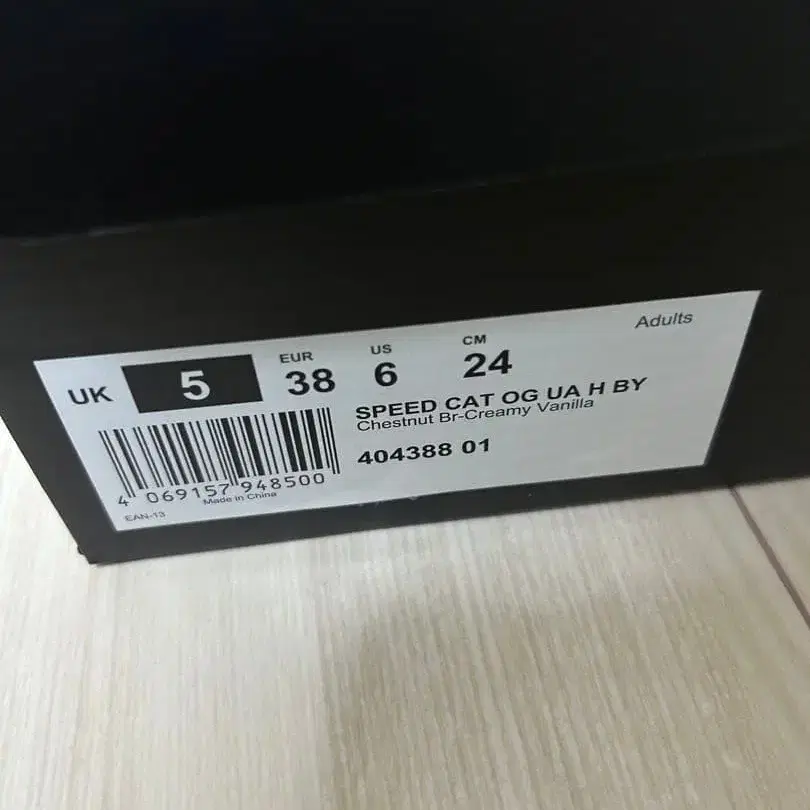 Adults
UK 5
EUR 38
US 6
CM 24
SPEED CAT OG UA H BY
Chestnut Br-Creamy Vanilla
404388 01
4 069157 948500
Made in China
EAN-13